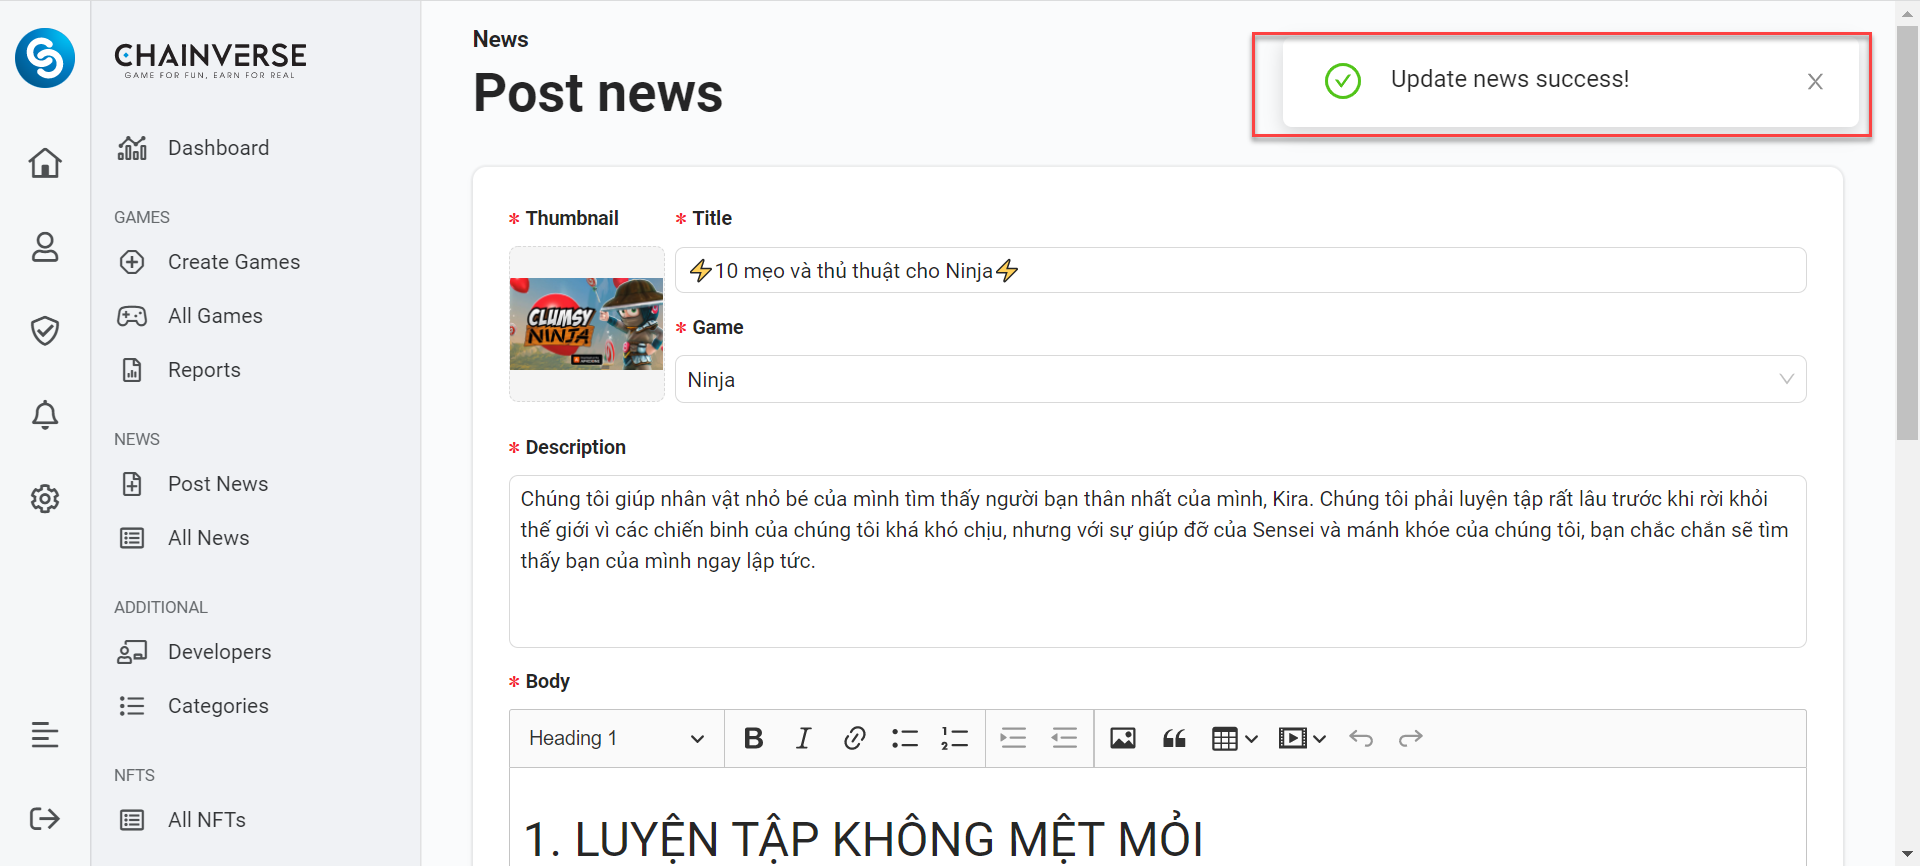 CHAINVERSE
GAME FOR FUN, EARN FOR REAL
Dashboard
GAMES
Create Games
All Games
Reports
NEWS
Post News
All News
ADDITIONAL
Developers
Categories
NFTS
All NFTs
News
Post news
Update news success!
* Thumbnail
CLUMSY
NINJA
* Title
⚡10 mẹo và thủ thuật cho Ninja⚡
* Game
Ninja
* Description
Chúng tôi giúp nhân vật nhỏ bé của mình tìm thấy người bạn thân nhất của mình, Kira. Chúng tôi phải luyện tập rất lâu trước khi rời khỏi
thế giới vì các chiến binh của chúng tôi khá khó chịu, nhưng với sự giúp đỡ của Sensei và mánh khóe của chúng tôi, bạn chắc chắn sẽ tìm
thấy bạn của mình ngay lập tức.
* Body
Heading 1
1. LUYỆN TẬP KHÔNG MỆT MỎI